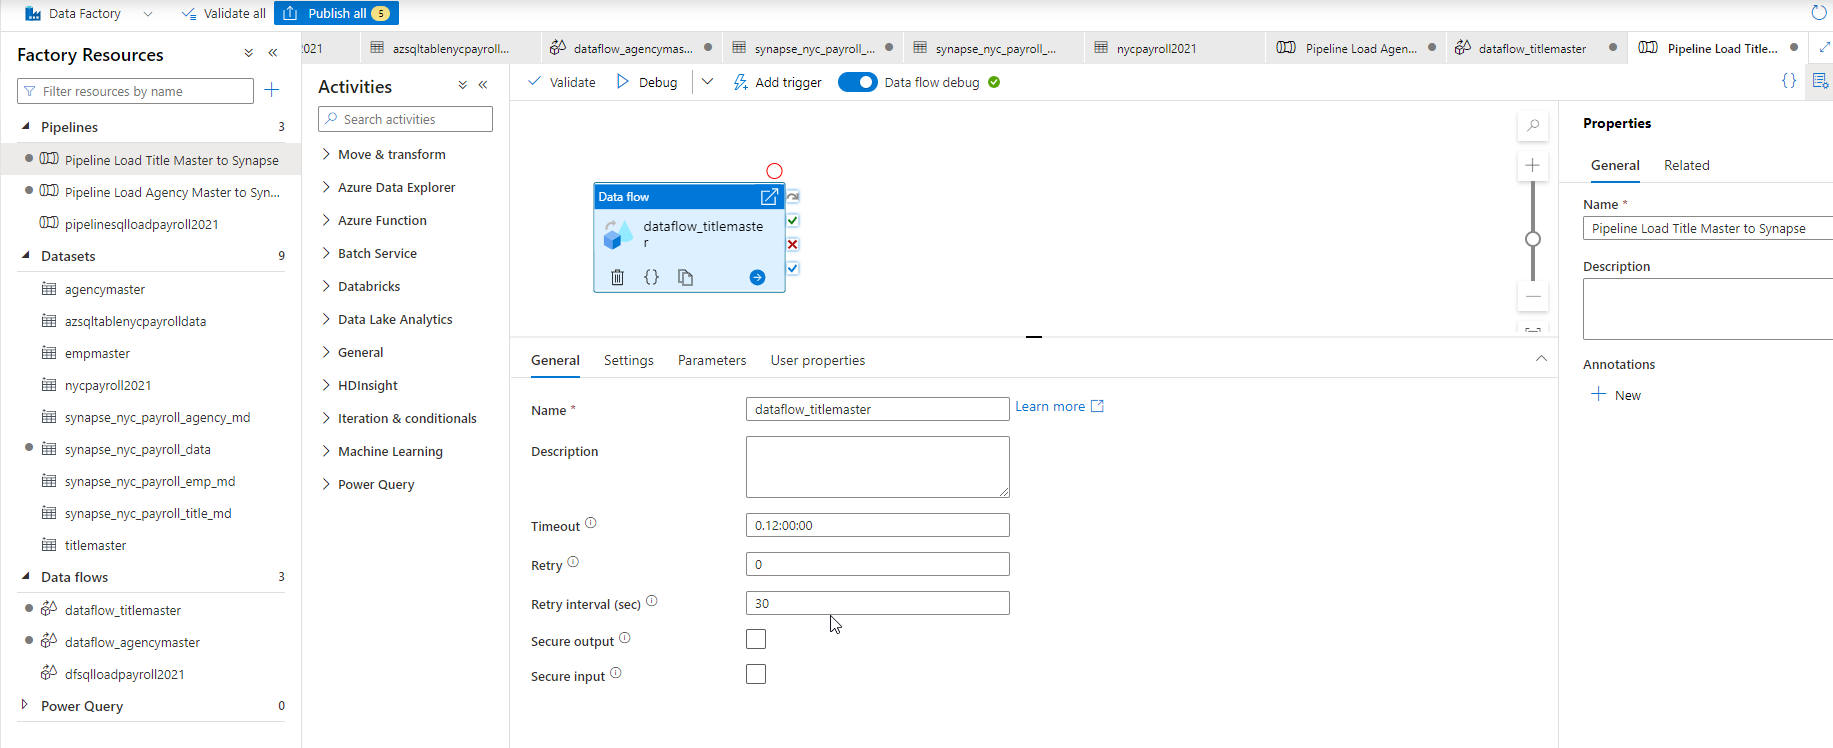 Data Factory
Validate all
Publish all 5
Factory Resources
Filter resources by name
Pipelines 3
Pipeline Load Title Master to Synapse
Pipeline Load Agency Master to Syn...
pipelinesqlloadpayroll2021
Datasets 9
agencymaster
azsqltablenycpayrolldata
empmaster
nycpayroll2021
synapse_nyc_payroll_agency_md
synapse_nyc_payroll_data
synapse_nyc_payroll_emp_md
synapse_nyc_payroll_title_md
titlemaster
Data flows 3
dataflow_titlemaster
dataflow_agencymaster
dfsqlloadpayroll2021
Power Query 0
2021
azsqltablenycpayroll...
dataflow_agencymas...
synapse_nyc_payroll_...
synapse_nyc_payroll_...
nycpayroll2021
Pipeline Load Agen...
dataflow_titlemaster
Pipeline Load Title...
Activities
Search activities
Move & transform
Azure Data Explorer
Azure Function
Batch Service
Databricks
Data Lake Analytics
General
HDInsight
Iteration & conditionals
Machine Learning
Power Query
Validate
Debug
Add trigger
Data flow debug
{}
Data flow
dataflow_titlemaste
r
{}
General
Settings
Parameters
User properties
Name *
dataflow_titlemaster
Learn more
Description
Timeout
0.12:00:00
Retry
0
Retry interval (sec)
30
Secure output
Secure input
Properties
General
Related
Name *
Pipeline Load Title Master to Synapse
Description
Annotations
New